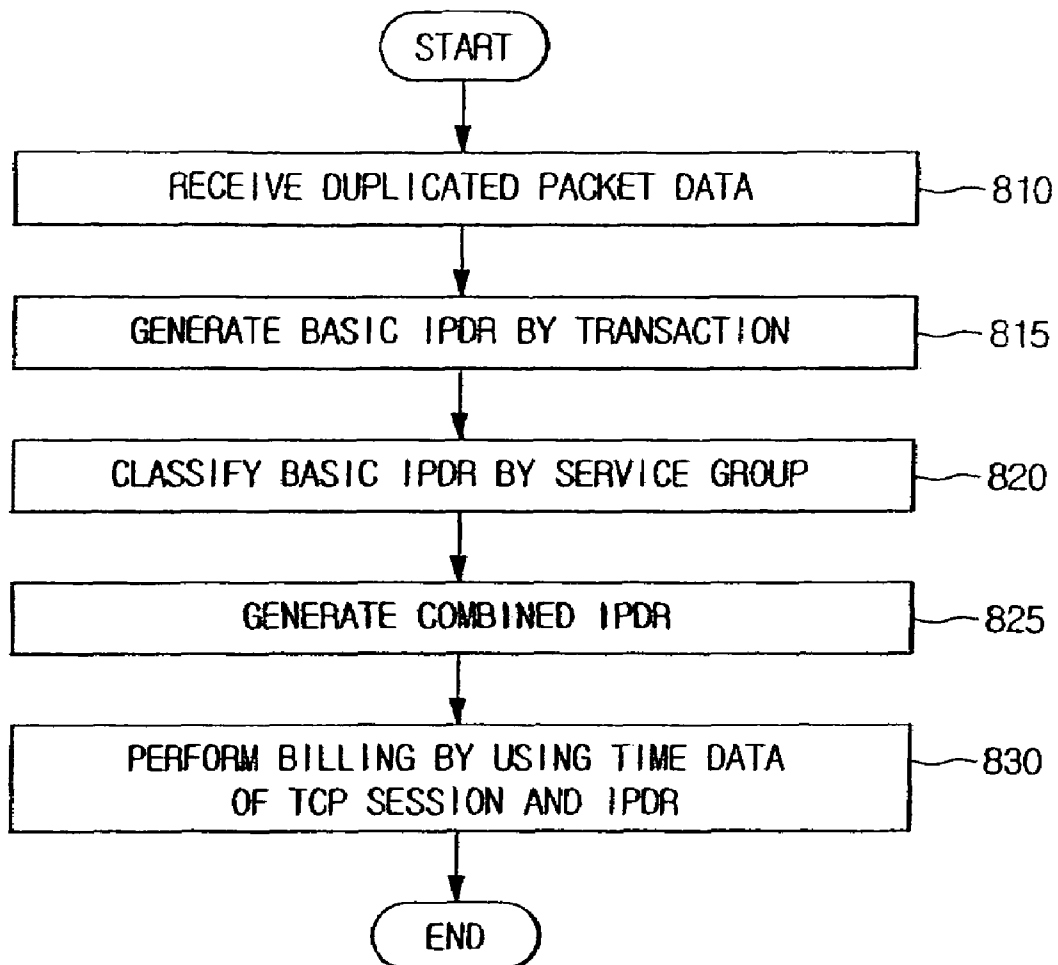 START
RECEIVE DUPLICATED PACKET DATA
810
GENERATE BASIC IPDR BY TRANSACTION
815
CLASSIFY BASIC IPDR BY SERVICE GROUP
820
GENERATE COMBINED IPDR
825
PERFORM BILLING BY USING TIME DATA
OF TCP SESSION AND IPDR
830
END